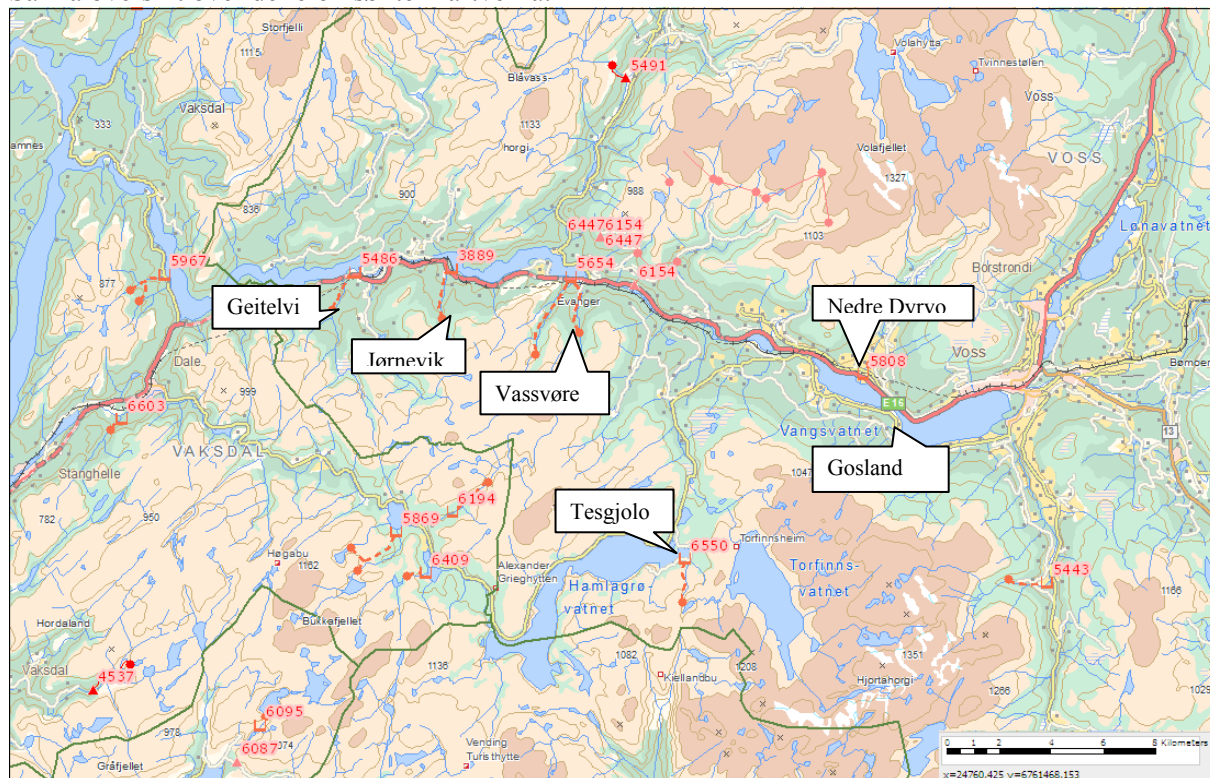 Storfjelli
Volahytta
Tvinnestølen
1115
Blåvass-
horgi
5491
Vaksdal
Voss
333
amnes
1133
Volafjellet
VOSS
1327
836
900
988
64476154
6447
1103
Lønavatnet
5967
5486
3889
5654
6154
Borstrondi
877
Geitelvi
Evanger
Nedre Dyrvo
Jørnevik
Voss
5808
Dale
999
Vassvøre
Bømoen
E16
6603
Vangsvatnet
13
VAKSDAL
Stanghelle
1047
Gosland
6194
Tesgjolo
782
950
5869
6550
Torfinnsheim
Høgabu
1162
6409
Alexander
Grieghytten
Hamlagrø-
vatnet
Torfinns-
vatnet
5443
1166
Hordaland
Bukkafjellet
Vaksdal
4537
1136
1082
1351
Kiellandbu
1208
Hjortahorgi
1266
1029
6095
978
6087
1074
Vending
Turisthytte
Gråfjellet
0 1 2 4 6 8 Kilometers
x=24760.425 y=6761468.153